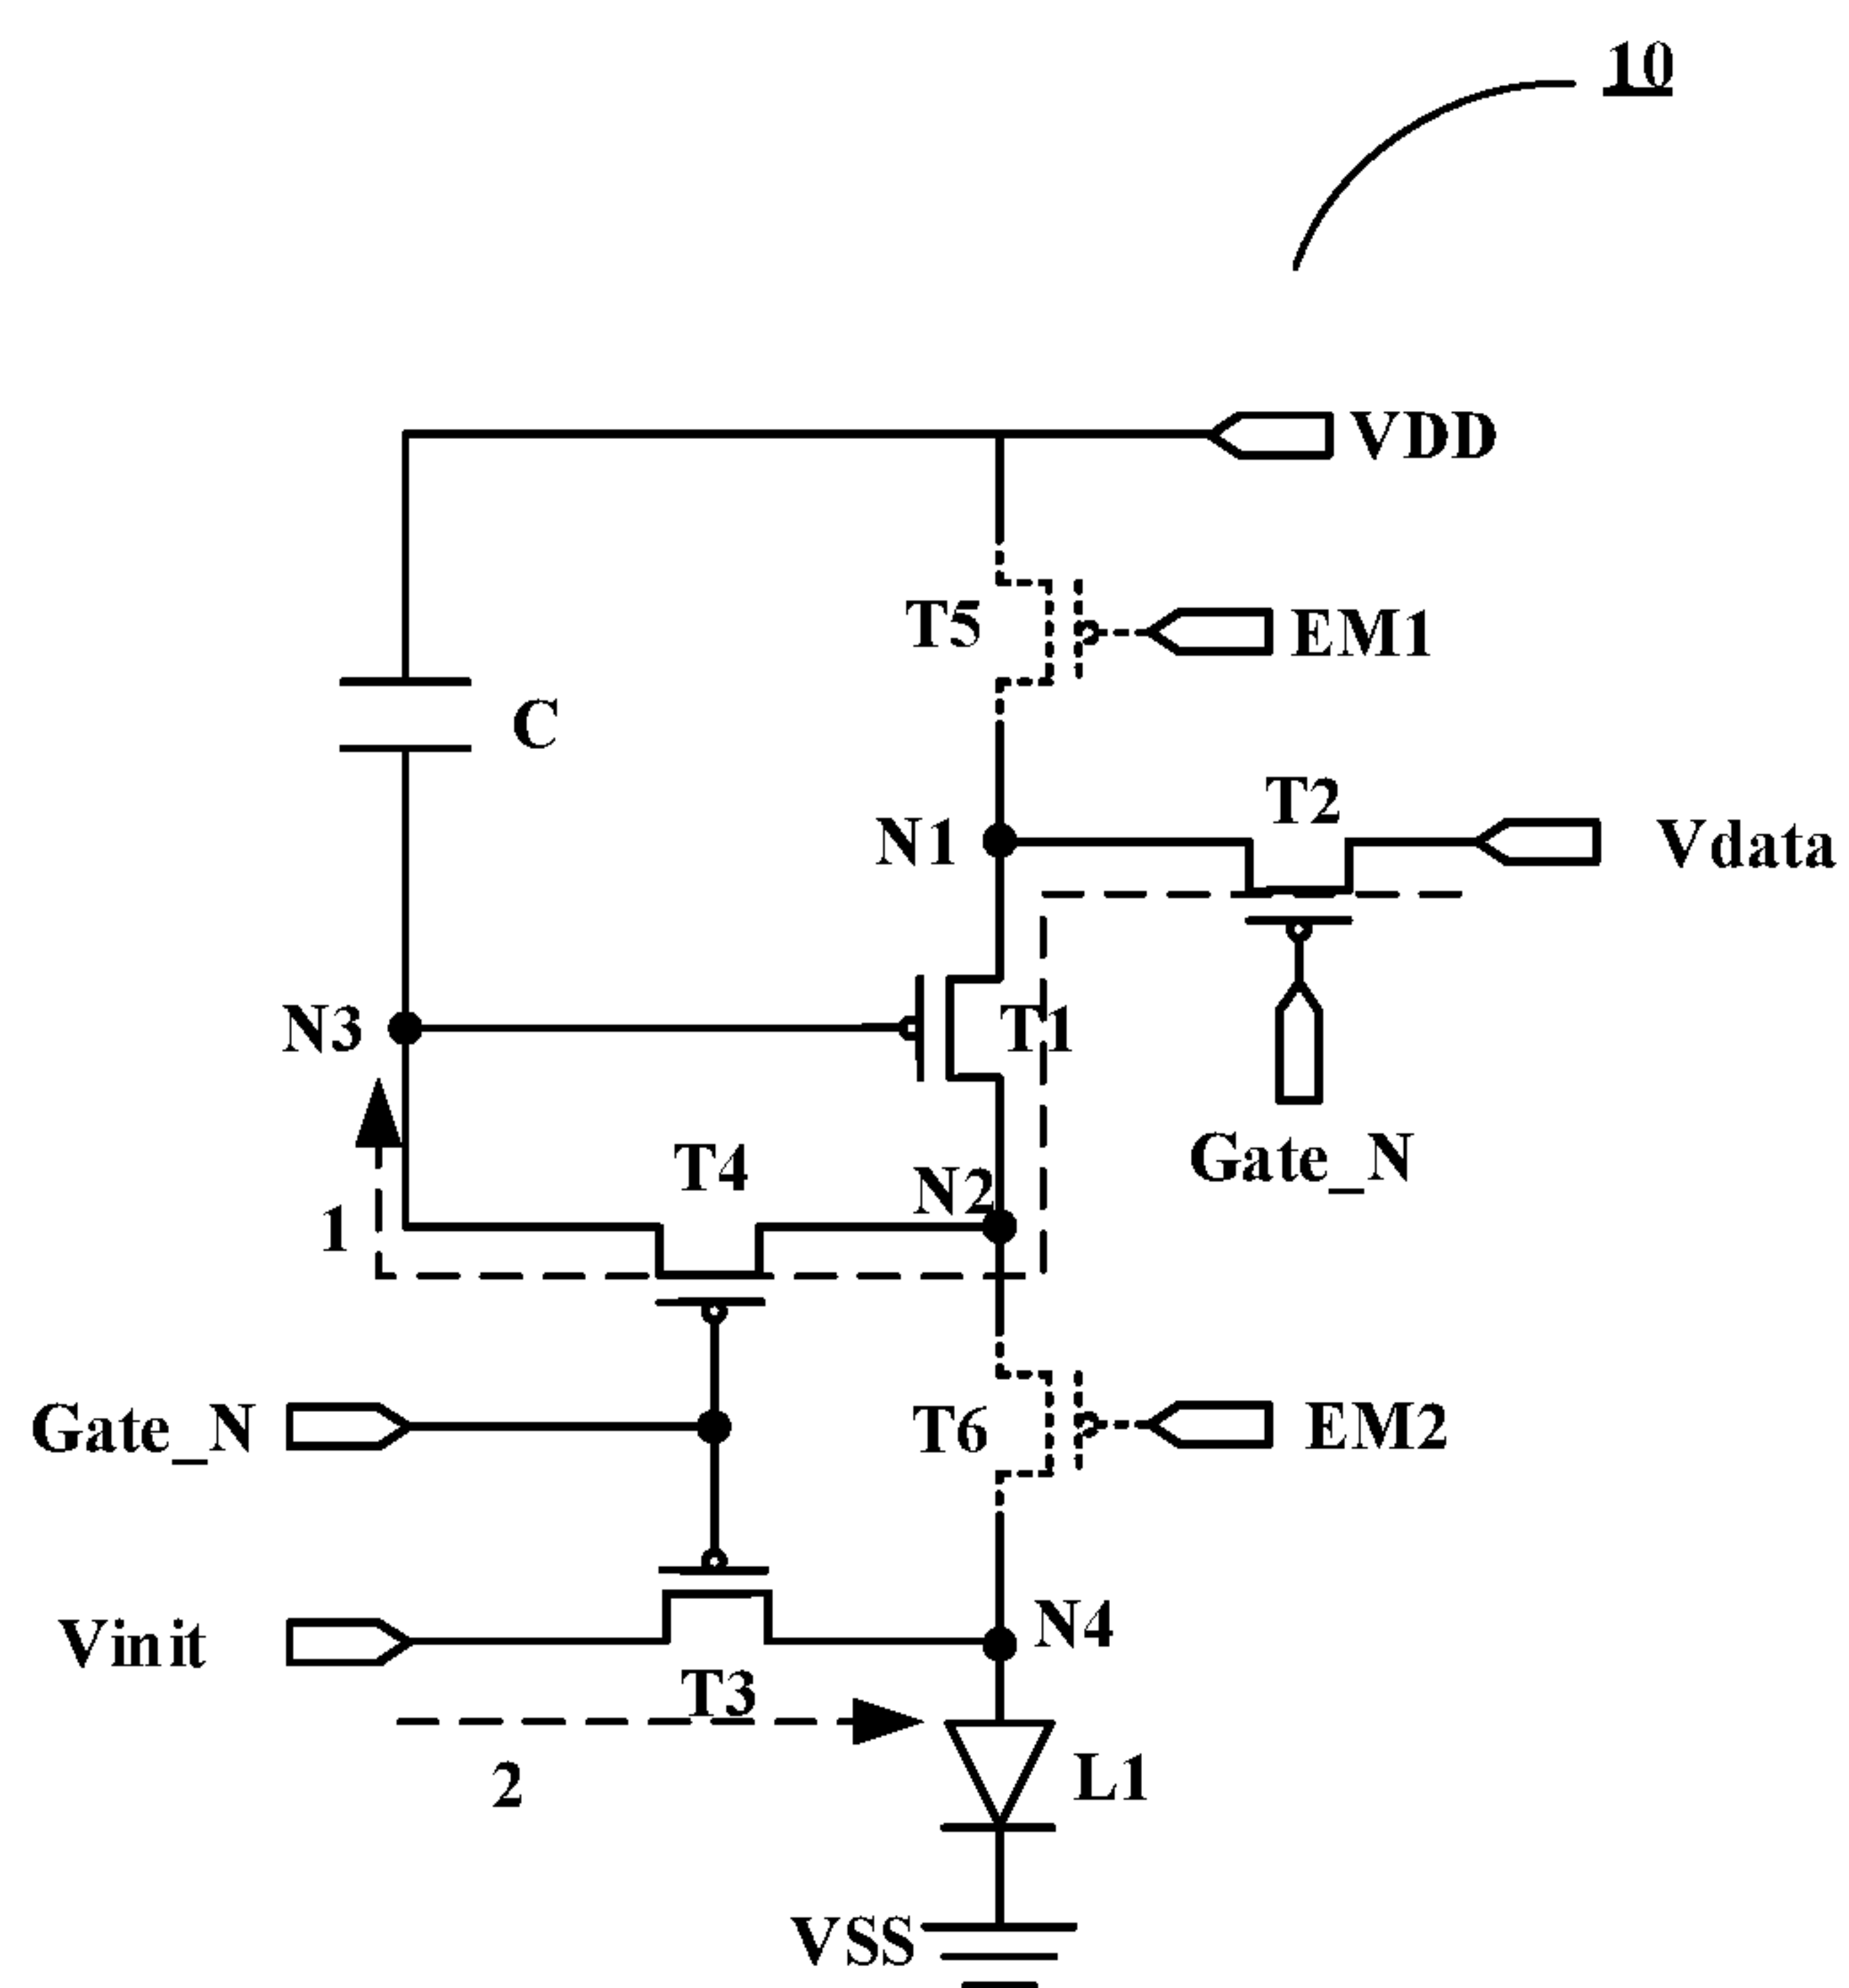 10
VDD
T5
EM1
C
T2
N1
Vdata
N3
T1
Gate_N
T4
N2
1
Gate_N
T6
EM2
N4
Vinit
T3
2
L1
VSS